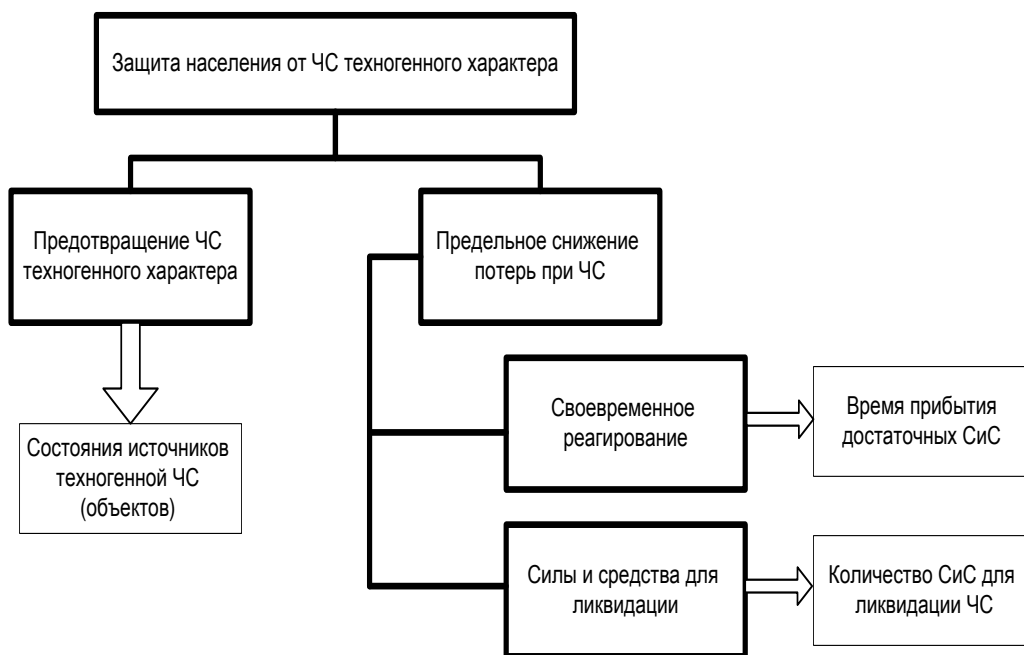 Защита населения от ЧС техногенного характера
Предотвращение ЧС
техногенного характера
Предельное снижение
потерь при ЧС
Состояния источников
техногенной ЧС
(объектов)
Своевременное
реагирование
Время прибытия
достаточных СиС
Силы и средства для
ликвидации
Количество СиС для
ликвидации ЧС